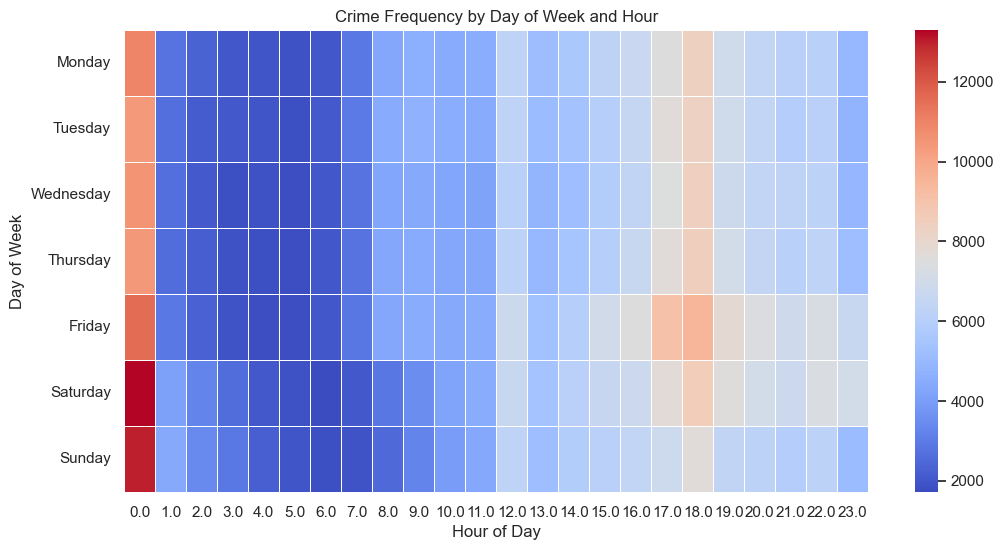 Crime Frequency by Day of Week and Hour
Day of Week
Monday
Tuesday
Wednesday
Thursday
Friday
Saturday
Sunday
0.0 1.0 2.0 3.0 4.0 5.0 6.0 7.0 8.0 9.0 10.0 11.0 12.0 13.0 14.0 15.0 16.0 17.0 18.0 19.0 20.0 21.0 22.0 23.0
Hour of Day
12000
10000
8000
6000
4000
2000